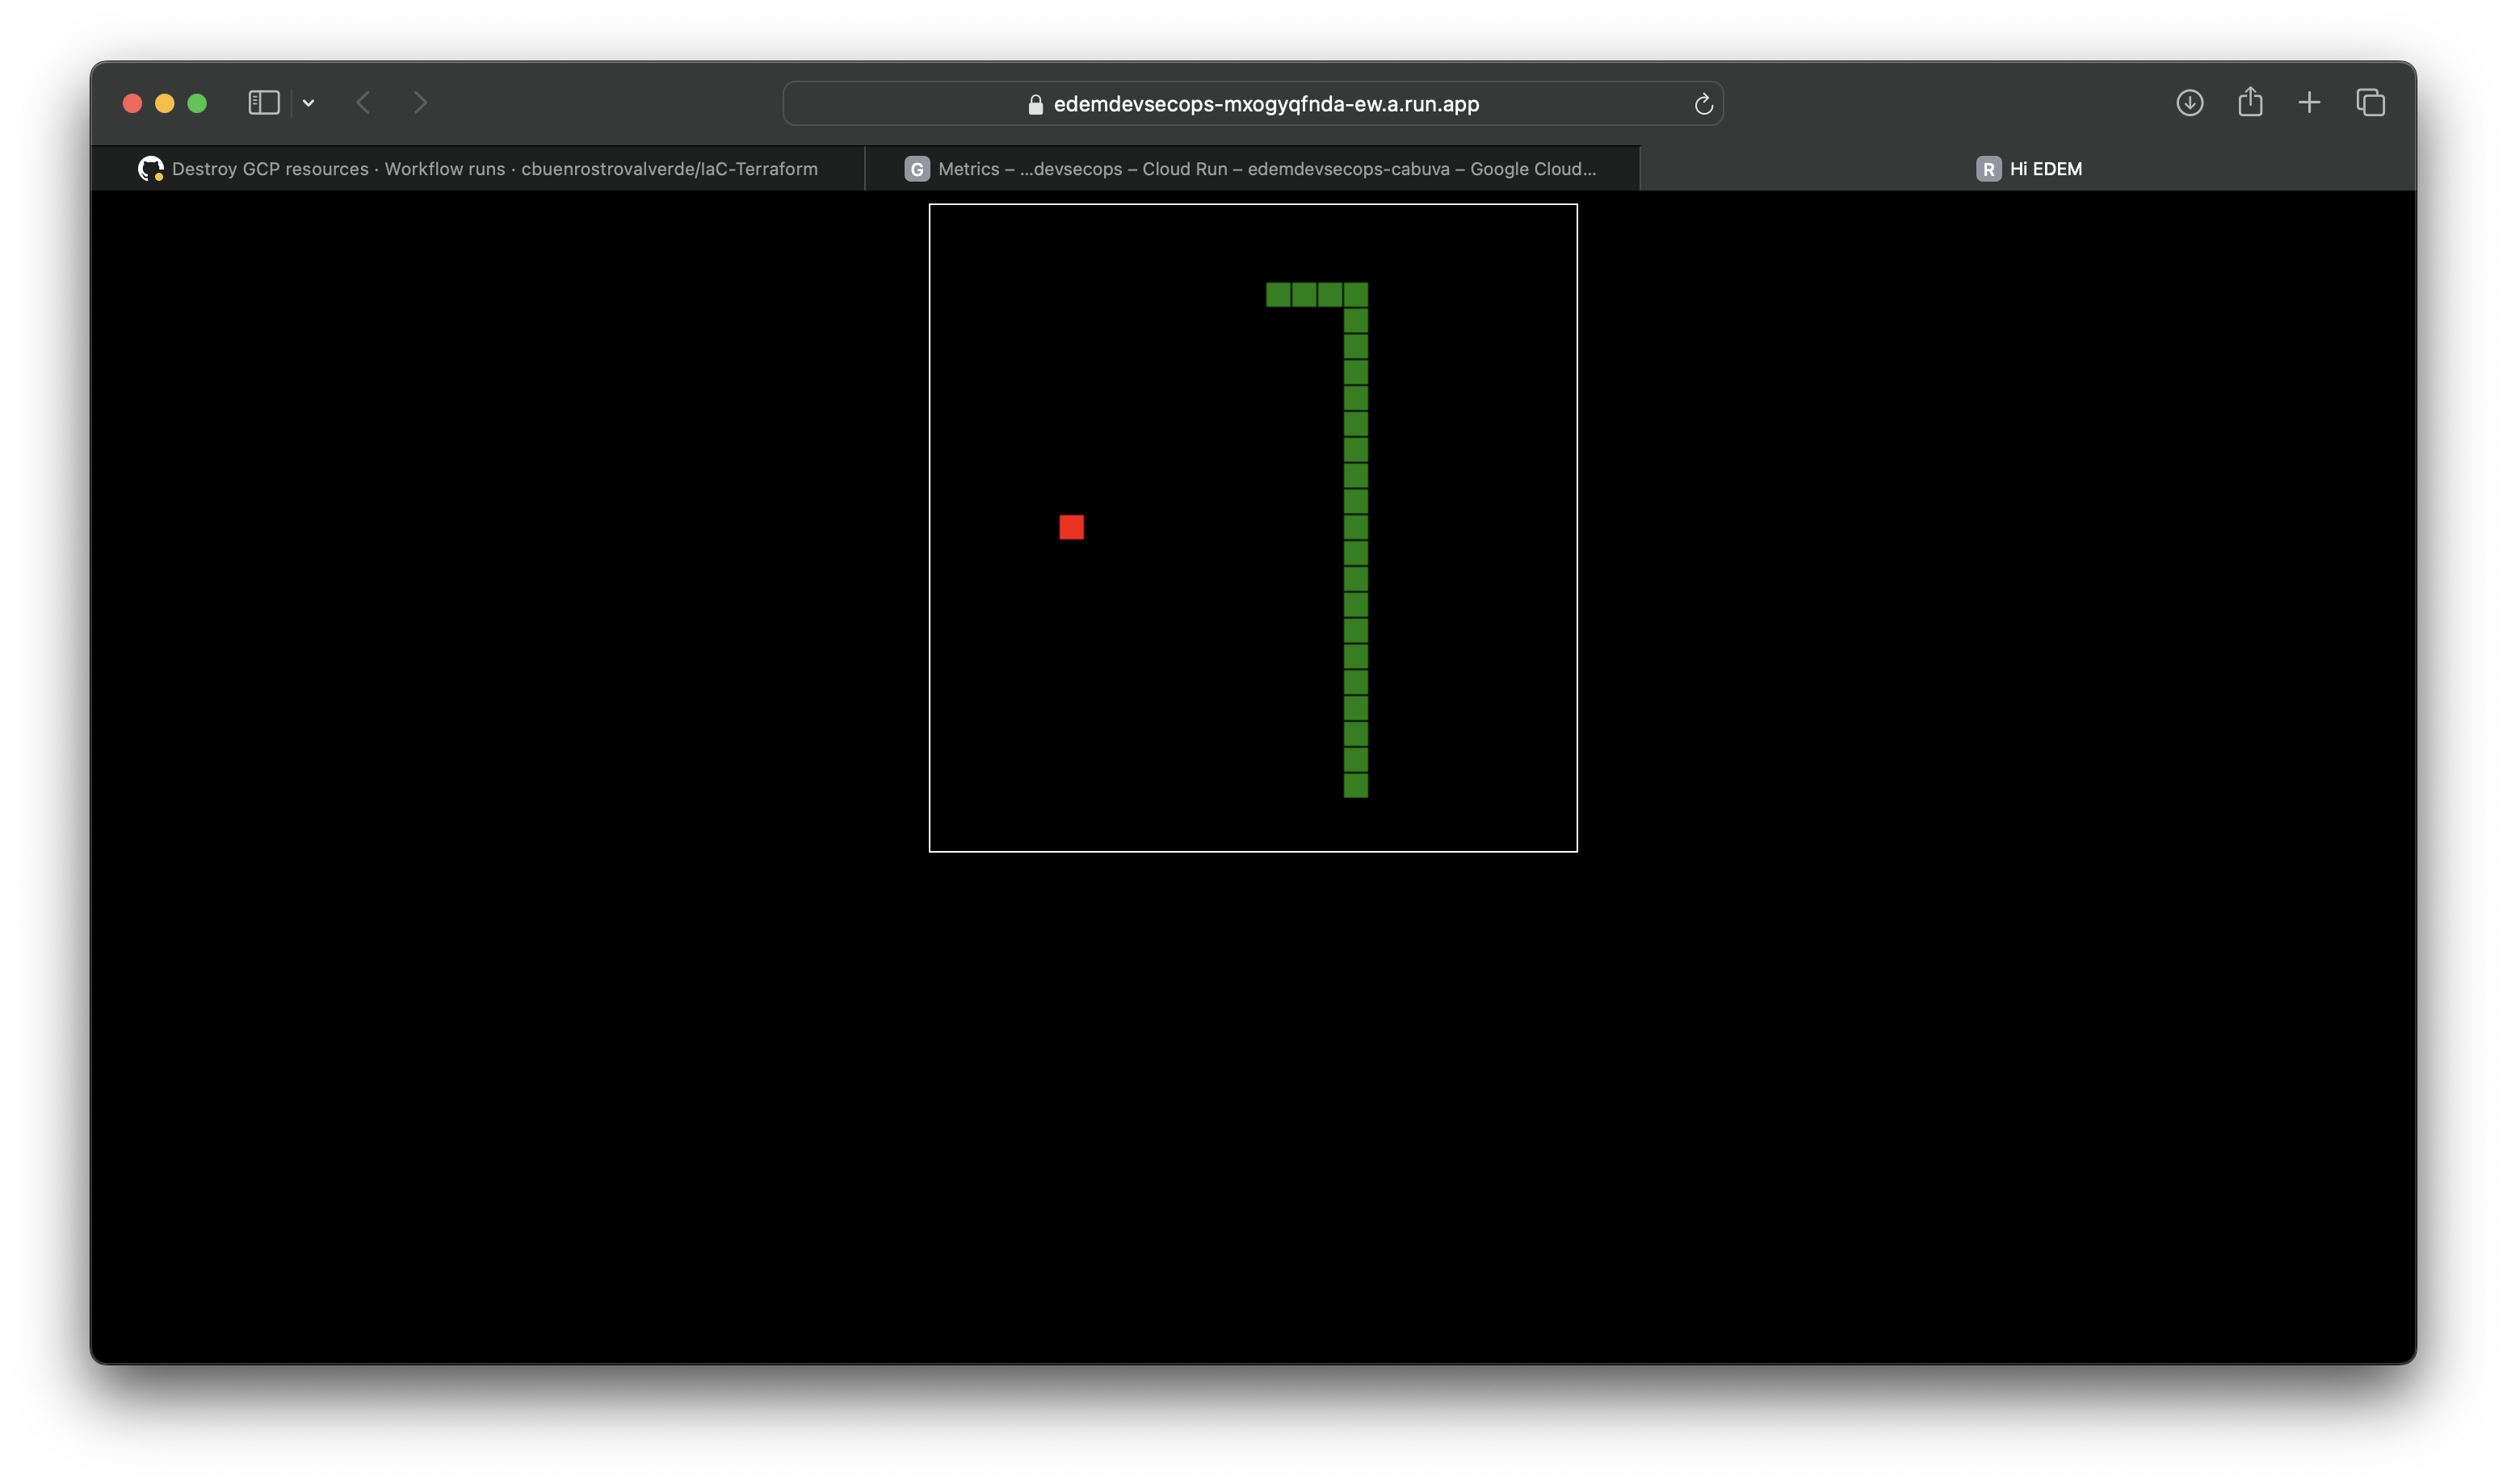 edemdevsecops-mxogyqfnda-ew.a.run.app
Destroy GCP resources · Workflow runs · cbuenrostrovalverde/IaC-Terraform
G Metrics – ...devsecops – Cloud Run – edemdevsecops-cabuva – Google Cloud...
R Hi EDEM